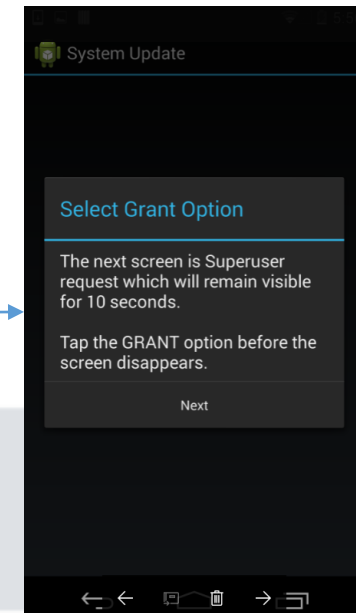 System Update
Select Grant Option
The next screen is Superuser
request which will remain visible
for 10 seconds.
Tap the GRANT option before the
screen disappears.
Next